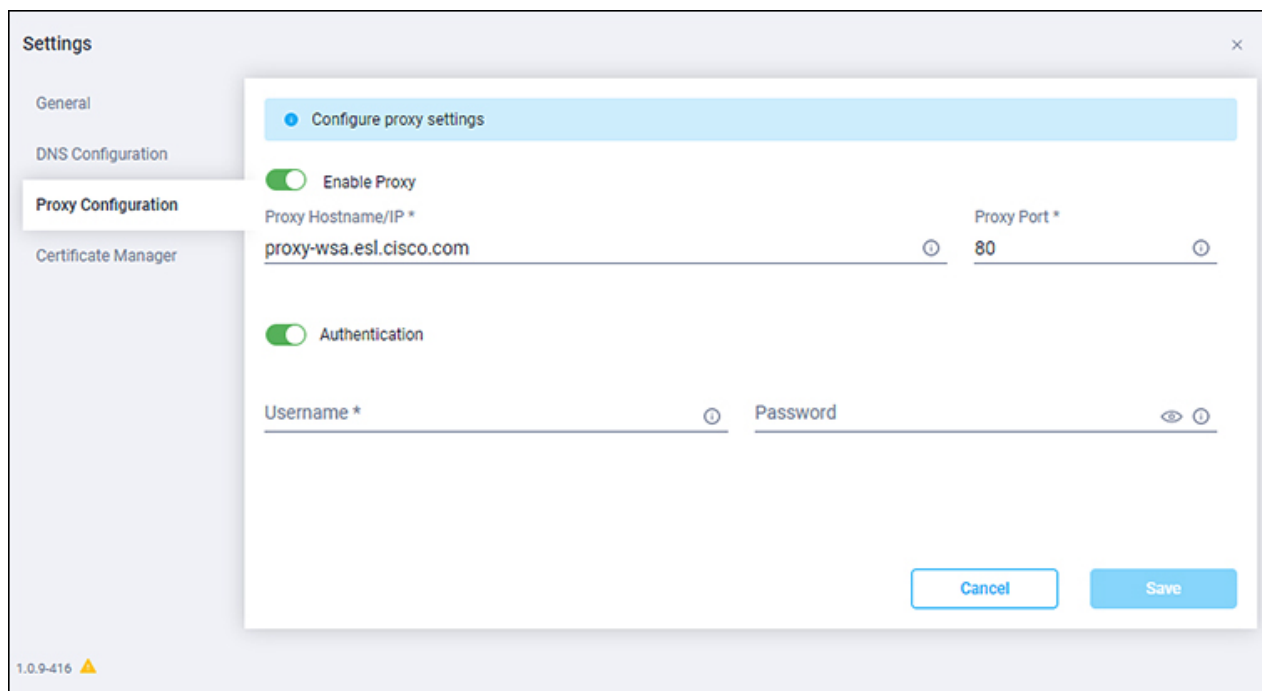 Settings
General
DNS Configuration
Proxy Configuration
Certificate Manager
Configure proxy settings
Enable Proxy
Proxy Hostname/IP *
Proxy Port *
proxy-wsa.esl.cisco.com
80
Authentication
Username *
Password
Cancel
Save
1.0.9-416